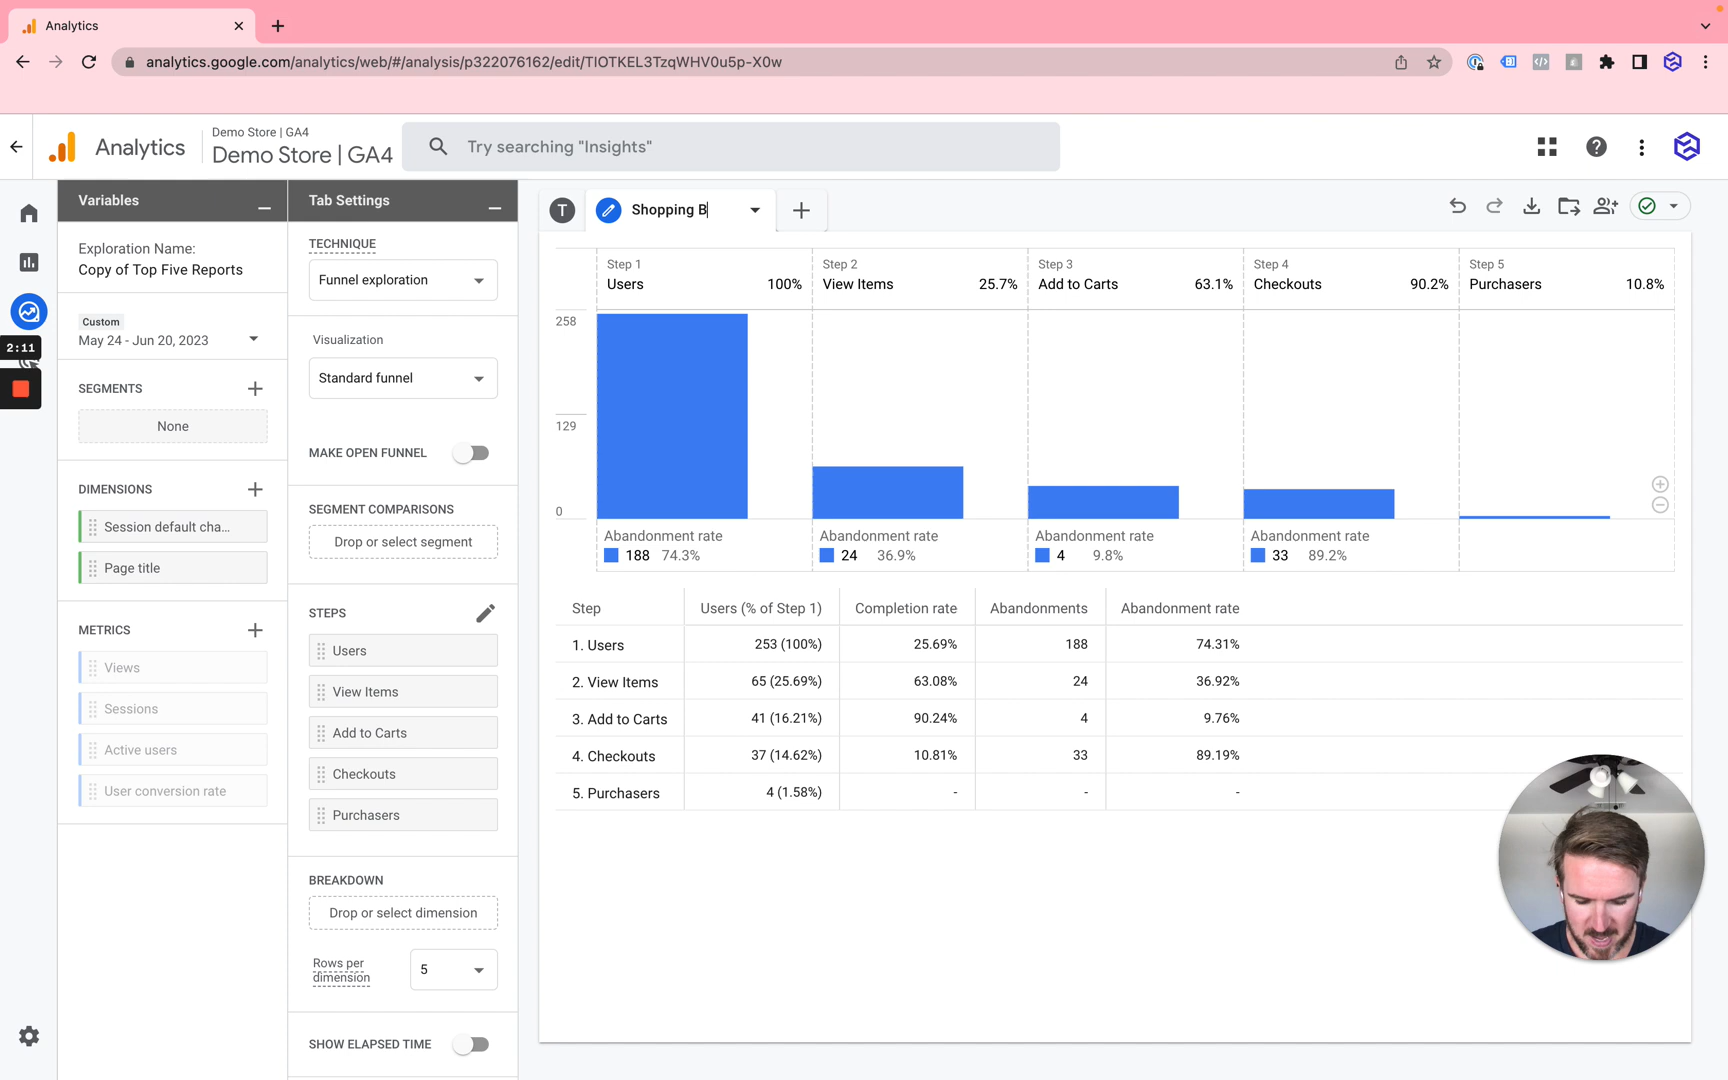 Analytics
analytics.google.com/analytics/web/#/analysis/p322076162/edit/TlOTKEL3TzqWHV0u5p-X0w
Analytics
Demo Store | GA4
Demo Store | GA4
Try searching "Insights"
Variables
Exploration Name:
Copy of Top Five Reports
Custom
May 24 - Jun 20, 2023
2:11
SEGMENTS
None
DIMENSIONS
Session default cha...
Page title
METRICS
Views
Sessions
Active users
User conversion rate
Tab Settings
TECHNIQUE
Funnel exploration
Visualization
Standard funnel
MAKE OPEN FUNNEL
SEGMENT COMPARISONS
Drop or select segment
STEPS
Users
View Items
Add to Carts
Checkouts
Purchasers
BREAKDOWN
Drop or select dimension
Rows per
dimension
5
SHOW ELAPSED TIME
T
Shopping B
Step 1
Users 100%
Step 2
View Items 25.7%
Step 3
Add to Carts 63.1%
Step 4
Checkouts 90.2%
Step 5
Purchasers 10.8%
258
129
0
Abandonment rate
188 74.3%
Abandonment rate
24 36.9%
Abandonment rate
4 9.8%
Abandonment rate
33 89.2%
Step Users (% of Step 1) Completion rate Abandonments Abandonment rate
1. Users 253 (100%) 25.69% 188 74.31%
2. View Items 65 (25.69%) 63.08% 24 36.92%
3. Add to Carts 41 (16.21%) 90.24% 4 9.76%
4. Checkouts 37 (14.62%) 10.81% 33 89.19%
5. Purchasers 4 (1.58%) - - -